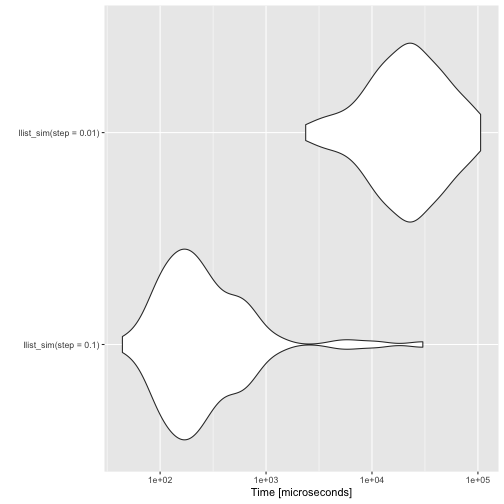 llist_sim(step = 0.01)
llist_sim(step = 0.1)
1e+02 1e+03 1e+04 1e+05
Time [microseconds]